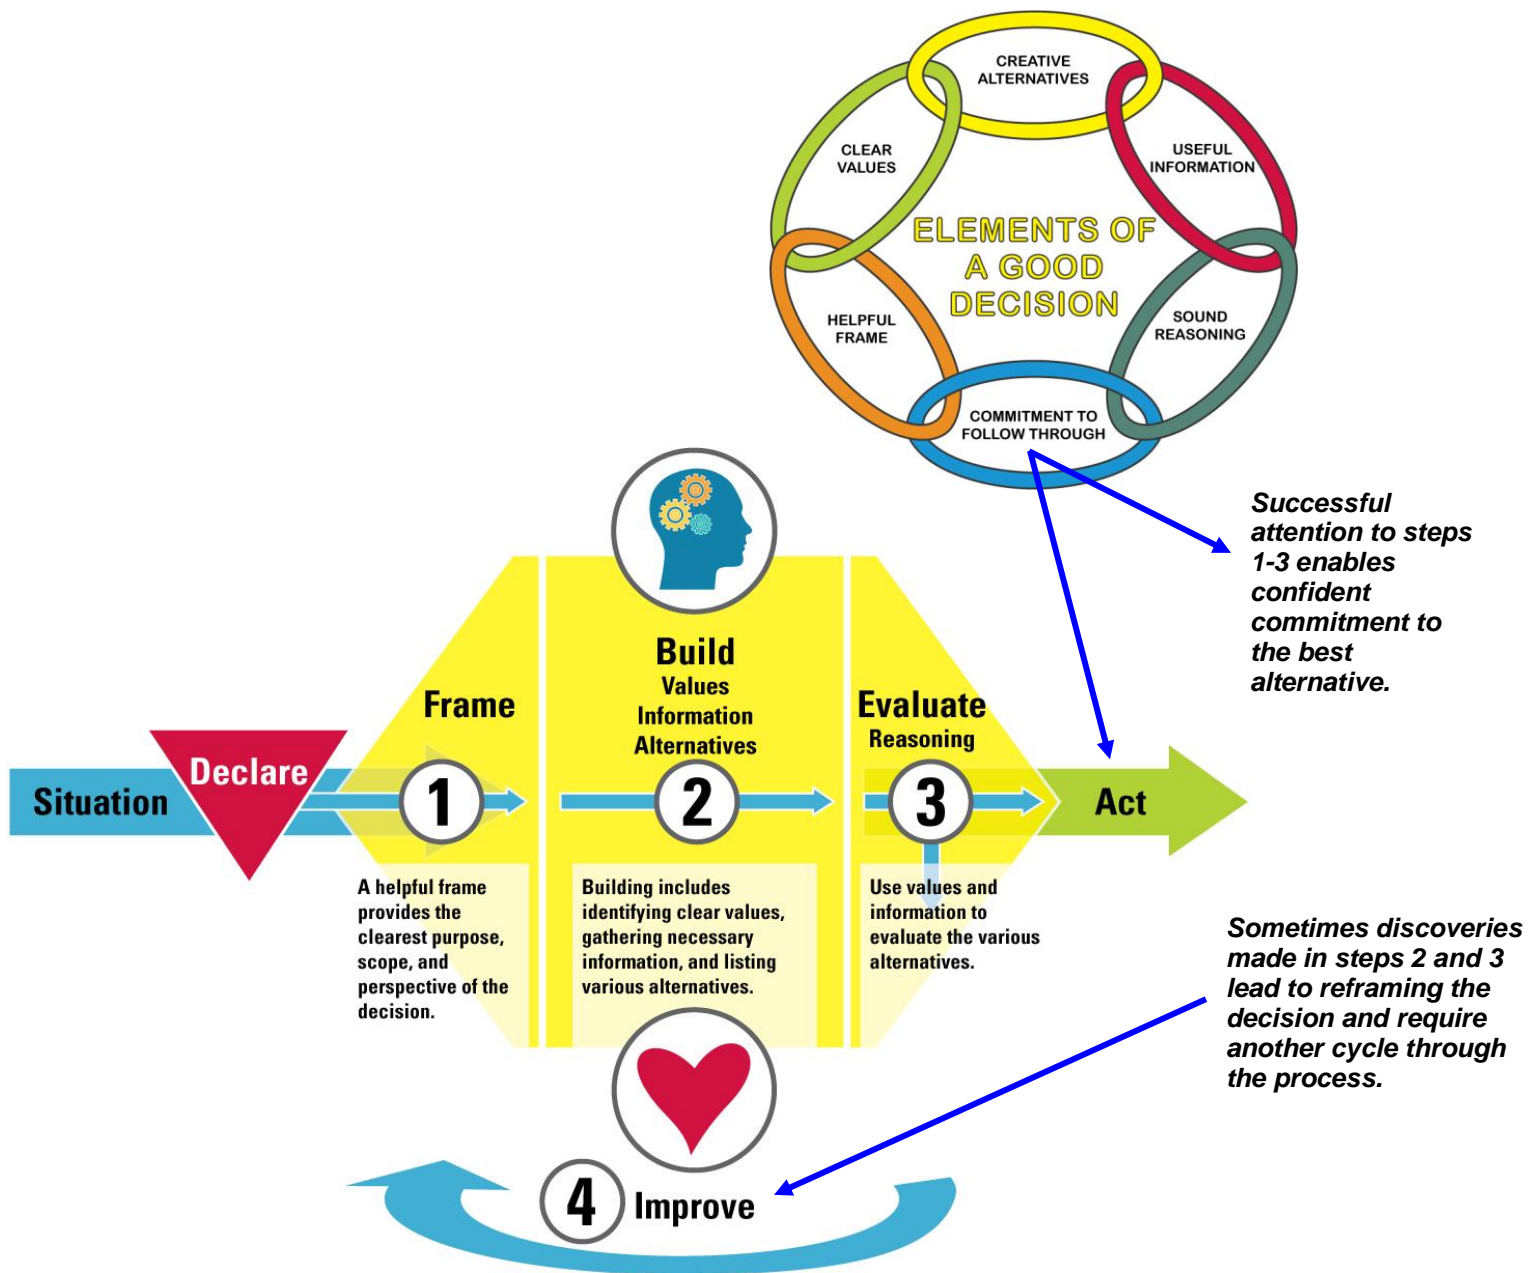 CREATIVE
ALTERNATIVES
CLEAR
VALUES
USEFUL
INFORMATION
ELEMENTS OF
A GOOD
DECISION
HELPFUL
FRAME
SOUND
REASONING
COMMITMENT TO
FOLLOW THROUGH
Successful
attention to steps
1-3 enables
confident
commitment to
the best
alternative.
Situation
Declare
Frame
1
A helpful frame
provides the
clearest purpose,
scope, and
perspective of the
decision.
Build
Values
Information
Alternatives
2
Building includes
identifying clear values,
gathering necessary
information, and listing
various alternatives.
Evaluate
Reasoning
3
Use values and
information to
evaluate the various
alternatives.
Act
Sometimes discoveries
made in steps 2 and 3
lead to reframing the
decision and require
another cycle through
the process.
4 Improve